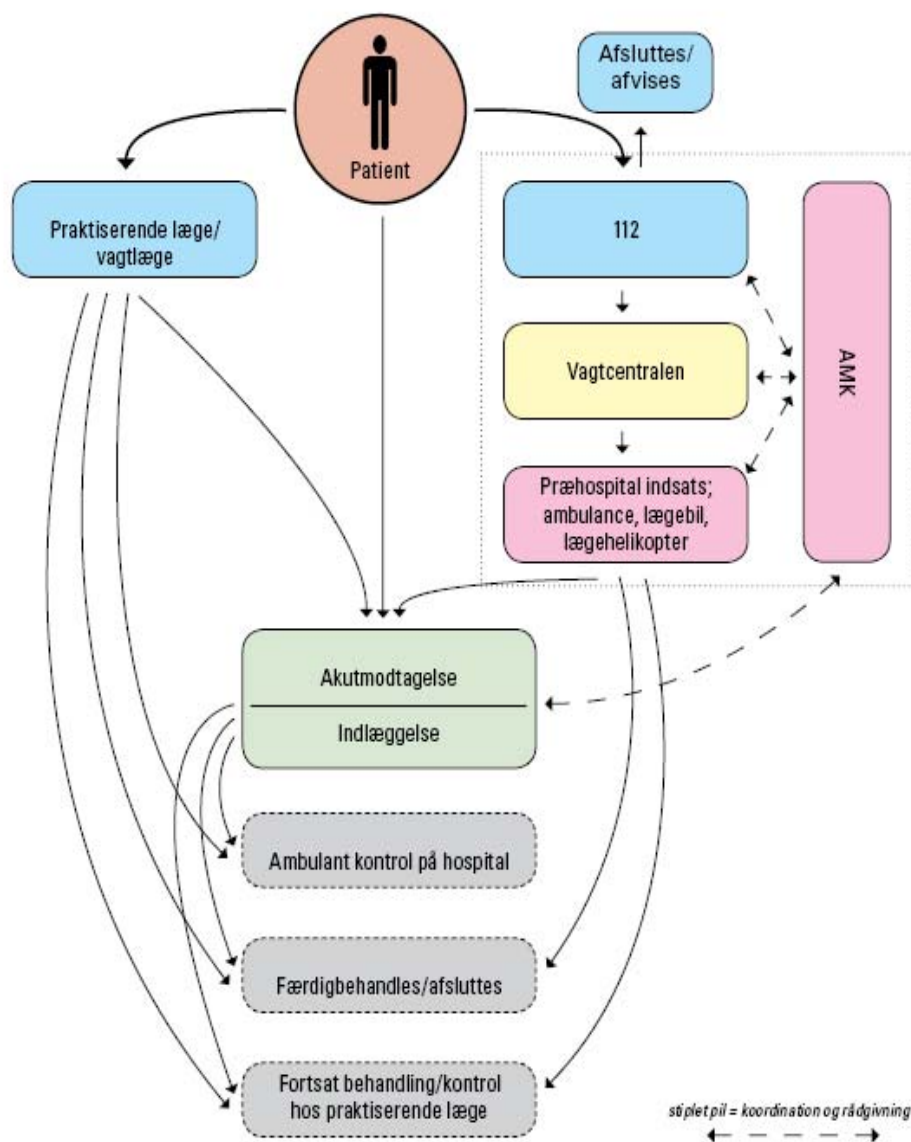 Afsluttes/
afvises
Patient
Praktiserende læge/
vagtlæge
112
Vagtcentralen
AMK
Præhospital indsats;
ambulance, lægebil,
lægehelikopter
Akutmodtagelse
Indlæggelse
Ambulant kontrol på hospital
Færdigbehandles/afsluttes
Fortsat behandling/kontrol
hos praktiserende læge
stiplet pil = koordination og rådgivning